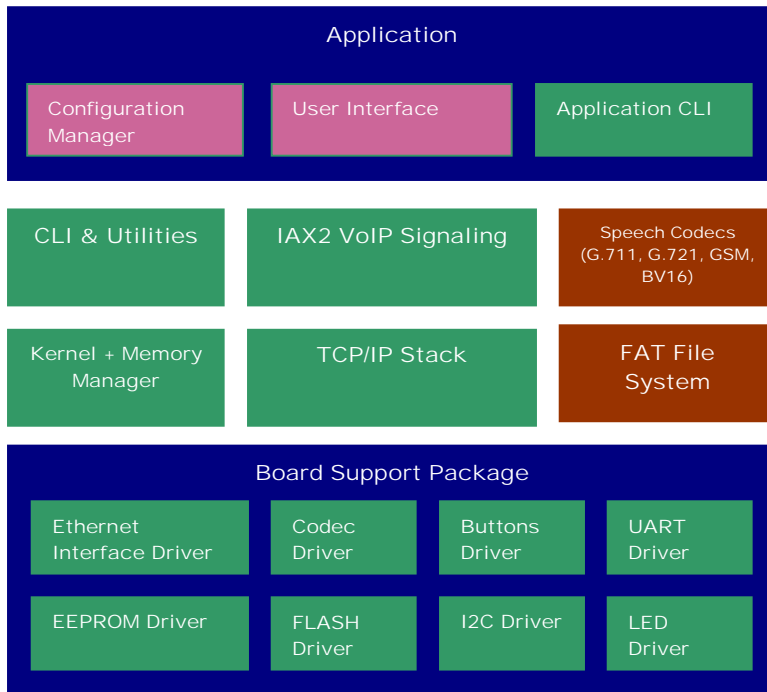 Application
Configuration
Manager
User Interface
Application CLI
CLI & Utilities
IAX2 VoIP Signaling
Speech Codecs
(G.711, G.721, GSM,
BV16)
Kernel + Memory
Manager
TCP/IP Stack
FAT File
System
Board Support Package
Ethernet
Interface Driver
Codec
Driver
Buttons
Driver
UART
Driver
EEPROM Driver
FLASH
Driver
I2C Driver
LED
Driver